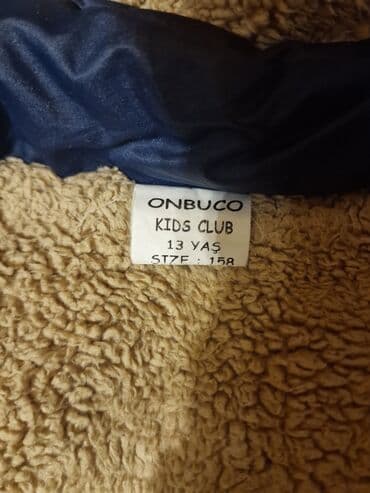 ONBUCO
KIDS CLUB
13 YAŞ
SIZE : 158